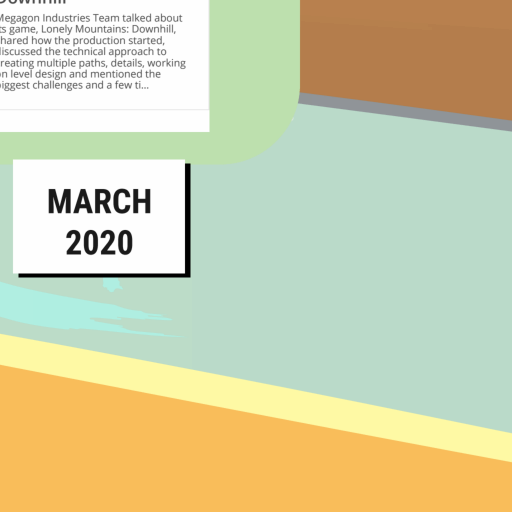 Downhill
Megagon Industries Team talked about
its game, Lonely Mountains: Downhill,
shared how the production started,
discussed the technical approach to
creating multiple paths, details, working
on level design and mentioned the
biggest challenges and a few ti...
MARCH
2020